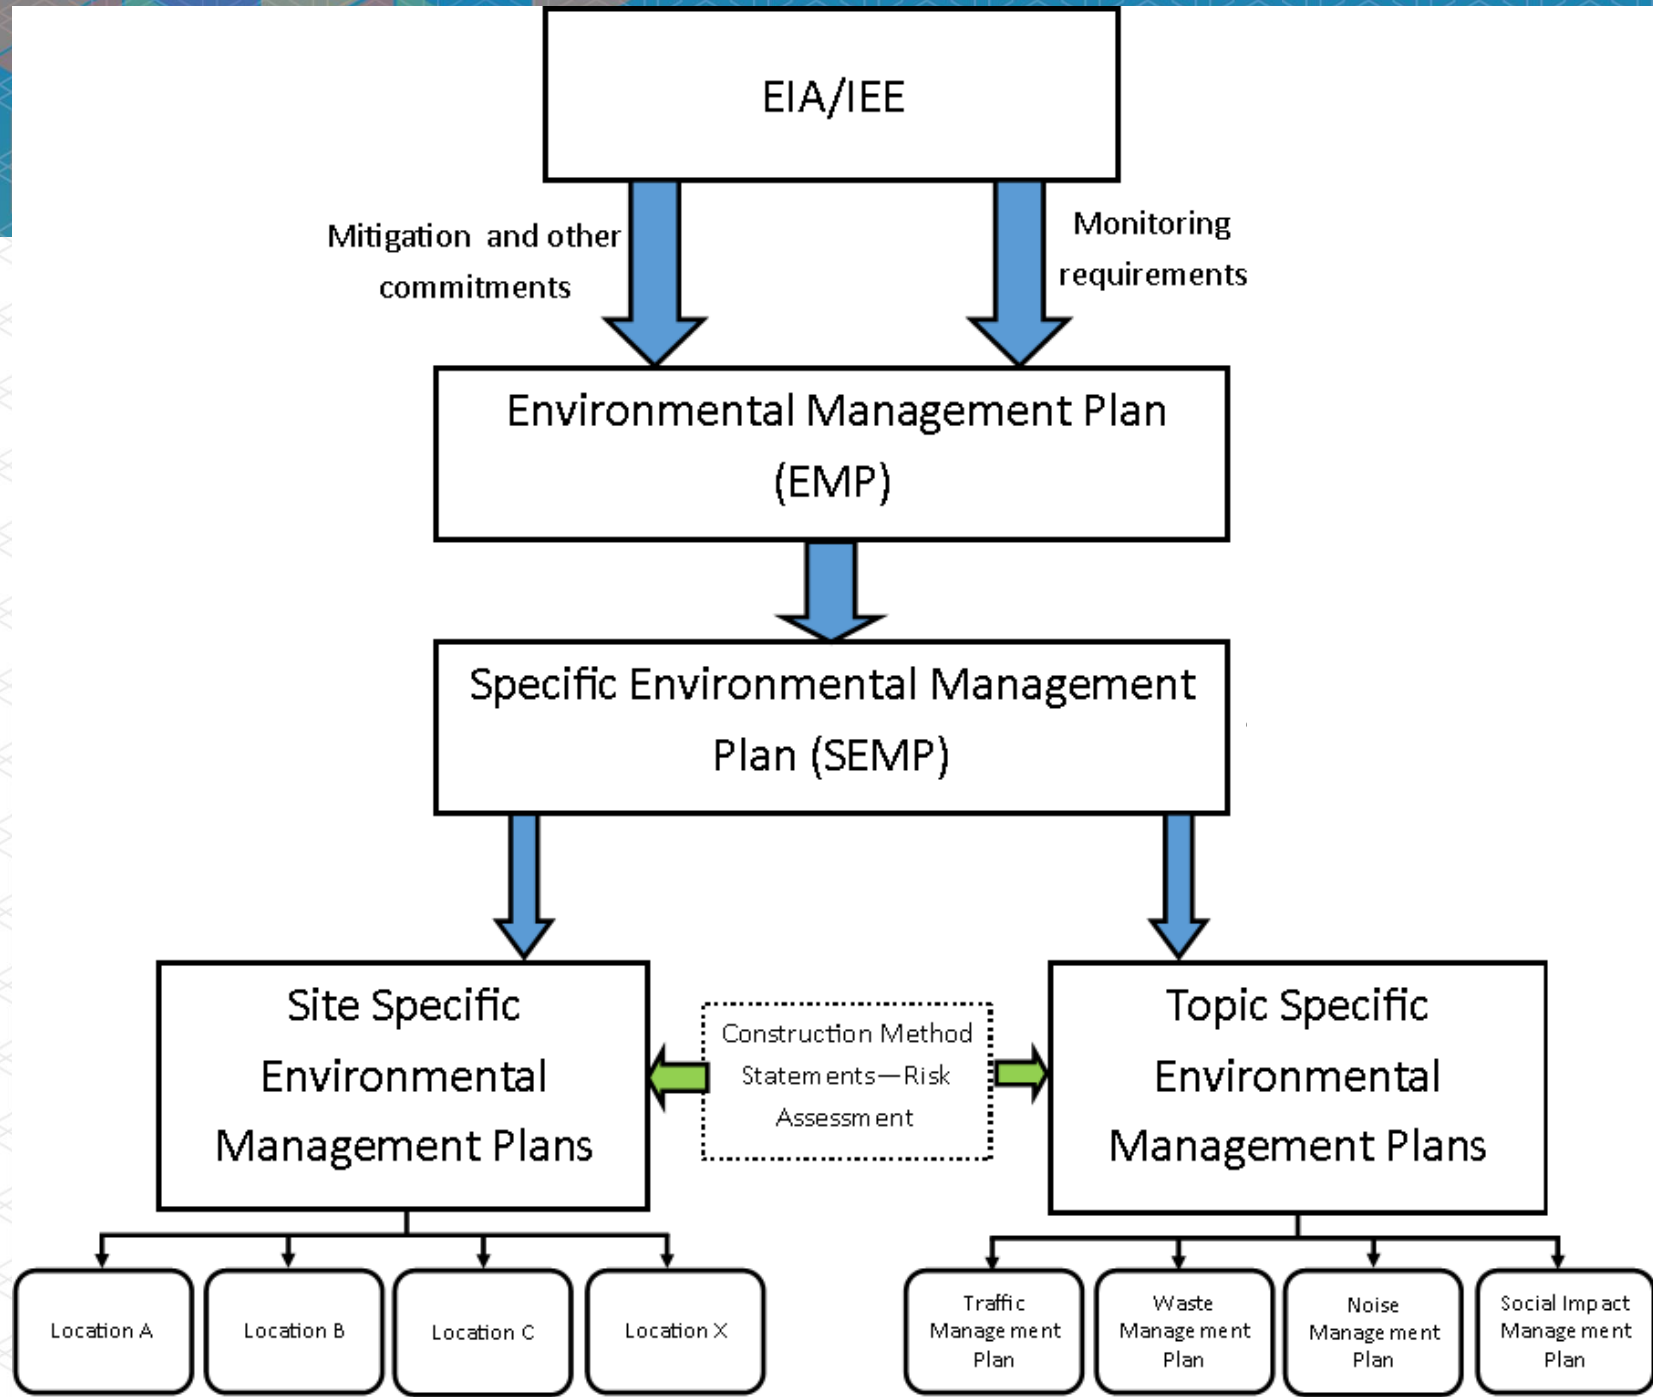 EIA/IEE
Mitigation and other
commitments
Monitoring
requirements
Environmental Management Plan
(EMP)
Specific Environmental Management
Plan (SEMP)
Site Specific
Environmental
Management Plans
Construction Method
Statements—Risk
Assessment
Topic Specific
Environmental
Management Plans
Location A
Location B
Location C
Location X
Traffic
Management
Plan
Waste
Management
Plan
Noise
Management
Plan
Social Impact
Management
Plan